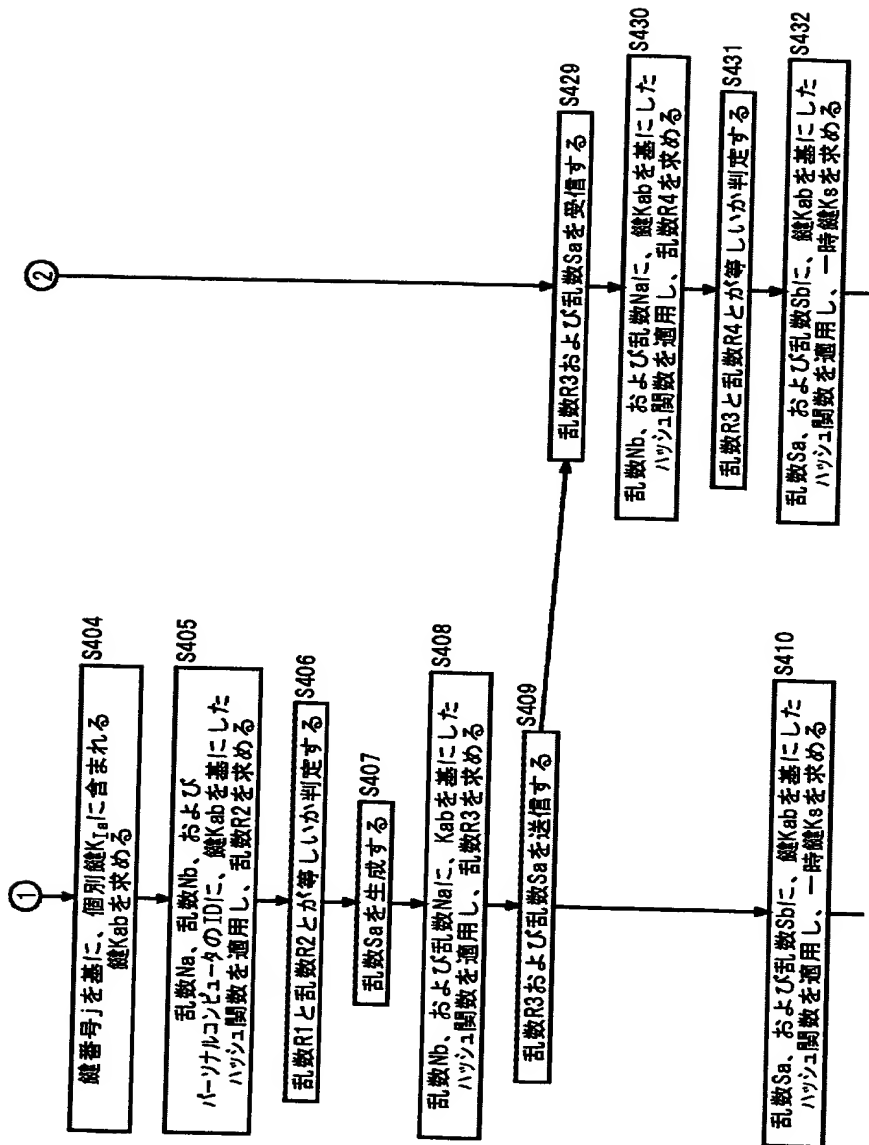 ①
鍵番号jを基に、個別鍵K_Iaに含まれる
鍵Kabを求める
S404
乱数Na、乱数Nb、および
パーソナルコンピュータのIDに、鍵Kabを基にした
ハッシュ関数を適用し、乱数R2を求める
S405
乱数R1と乱数R2とが等しいか判定する
S406
乱数Saを生成する
S407
乱数Nb、および乱数Naに、Kabを基にした
ハッシュ関数を適用し、乱数R3を求める
S408
乱数R3および乱数Saを送信する
S409
乱数Sa、および乱数Sbに、鍵Kabを基にした
ハッシュ関数を適用し、一時鍵Ksを求める
S410
②
乱数R3および乱数Saを受信する
S429
乱数Nb、および乱数Naに、鍵Kabを基にした
ハッシュ関数を適用し、乱数R4を求める
S430
乱数R3と乱数R4とが等しいか判定する
S431
乱数Sa、および乱数Sbに、鍵Kabを基にした
ハッシュ関数を適用し、一時鍵Ksを求める
S432